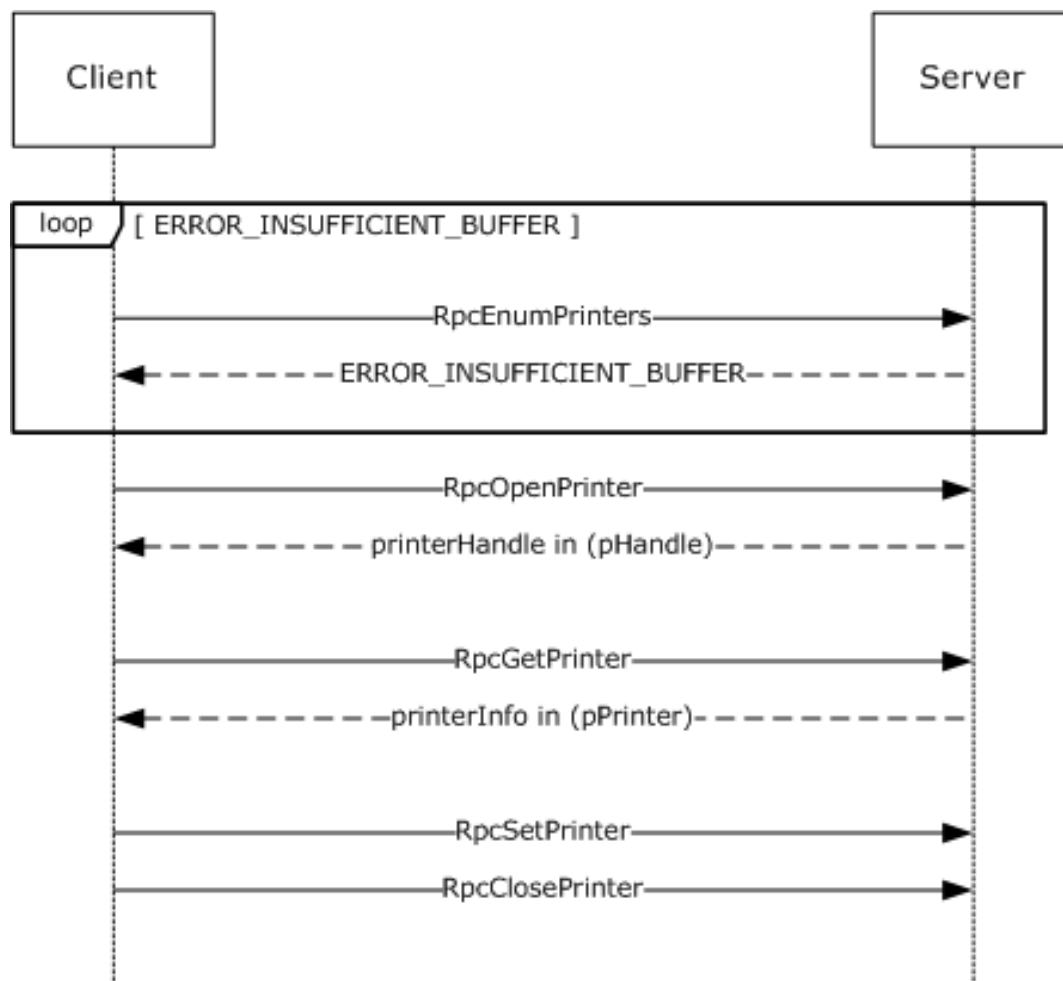 Client
Server
loop
[ ERROR_INSUFFICIENT_BUFFER ]
RpcEnumPrinters
ERROR_INSUFFICIENT_BUFFER
RpcOpenPrinter
printerHandle in (pHandle)
RpcGetPrinter
printerInfo in (pPrinter)
RpcSetPrinter
RpcClosePrinter